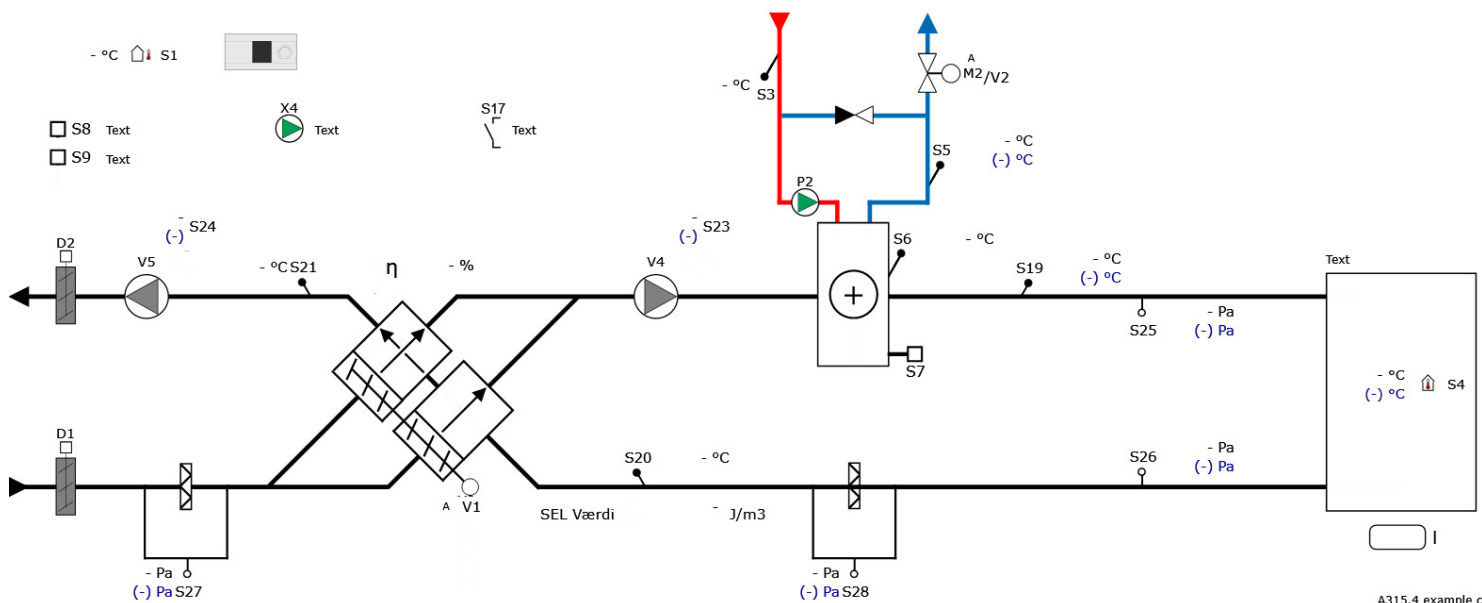 - °C S1
A
M2/V2
- °C S3
X4
Text
S17
Text
S8 Text
S9 Text
- °C
(-) °C
S5
P2
-
(-) S24
-
(-) S23
D2
V5
- °C S21
η
- %
V4
S6
- °C
S19
- °C
(-) °C
Text
- Pa
(-) Pa
S25
S7
- °C
(-) °C
S4
D1
S20
- °C
S26
- Pa
(-) Pa
A V1
SEL Værdi
- J/m3
I
- Pa
(-) Pa S27
- Pa
(-) Pa S28
A315.4 example c